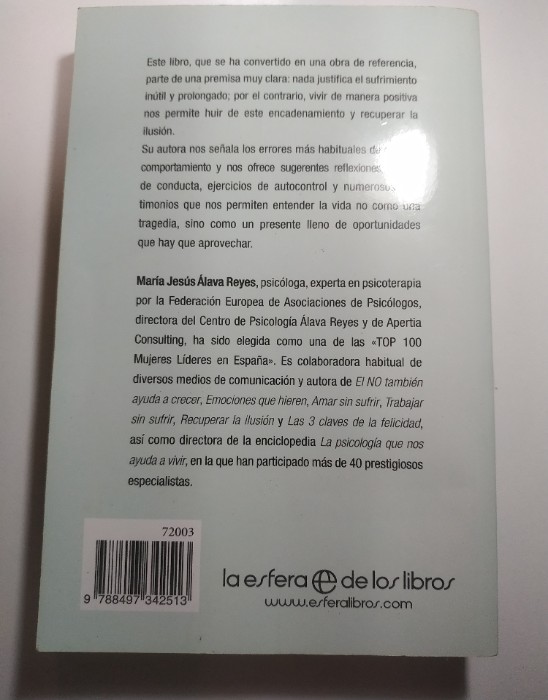 Este libro, que se ha convertido en una obra de referencia,
parte de una premisa muy clara: nada justifica el sufrimiento
inútil y prolongado; por el contrario, vivir de manera positiva
nos permite huir de este encadenamiento y recuperar la
ilusión.
Su autora nos señala los errores más habituales de
comportamiento y nos ofrece sugerentes reflexiones
de conducta, ejercicios de autocontrol y numerosos
timonios que nos permiten entender la vida no como una
tragedia, sino como un presente lleno de oportunidades
que hay que aprovechar.
María Jesús Álava Reyes, psicóloga, experta en psicoterapia
por la Federación Europea de Asociaciones de Psicólogos,
directora del Centro de Psicología Álava Reyes y de Apertia
Consulting, ha sido elegida como una de las «TOP 100
Mujeres Líderes en España». Es colaboradora habitual de
diversos medios de comunicación y autora de El NO también
ayuda a crecer, Emociones que hieren, Amar sin sufrir, Trabajar
sin sufrir, Recuperar la ilusión y Las 3 claves de la felicidad,
así como directora de la enciclopedia La psicología que nos
ayuda a vivir, en la que han participado más de 40 prestigiosos
especialistas.
72003
9 788497 342513
la esfera de los libros
www.esferalibros.com